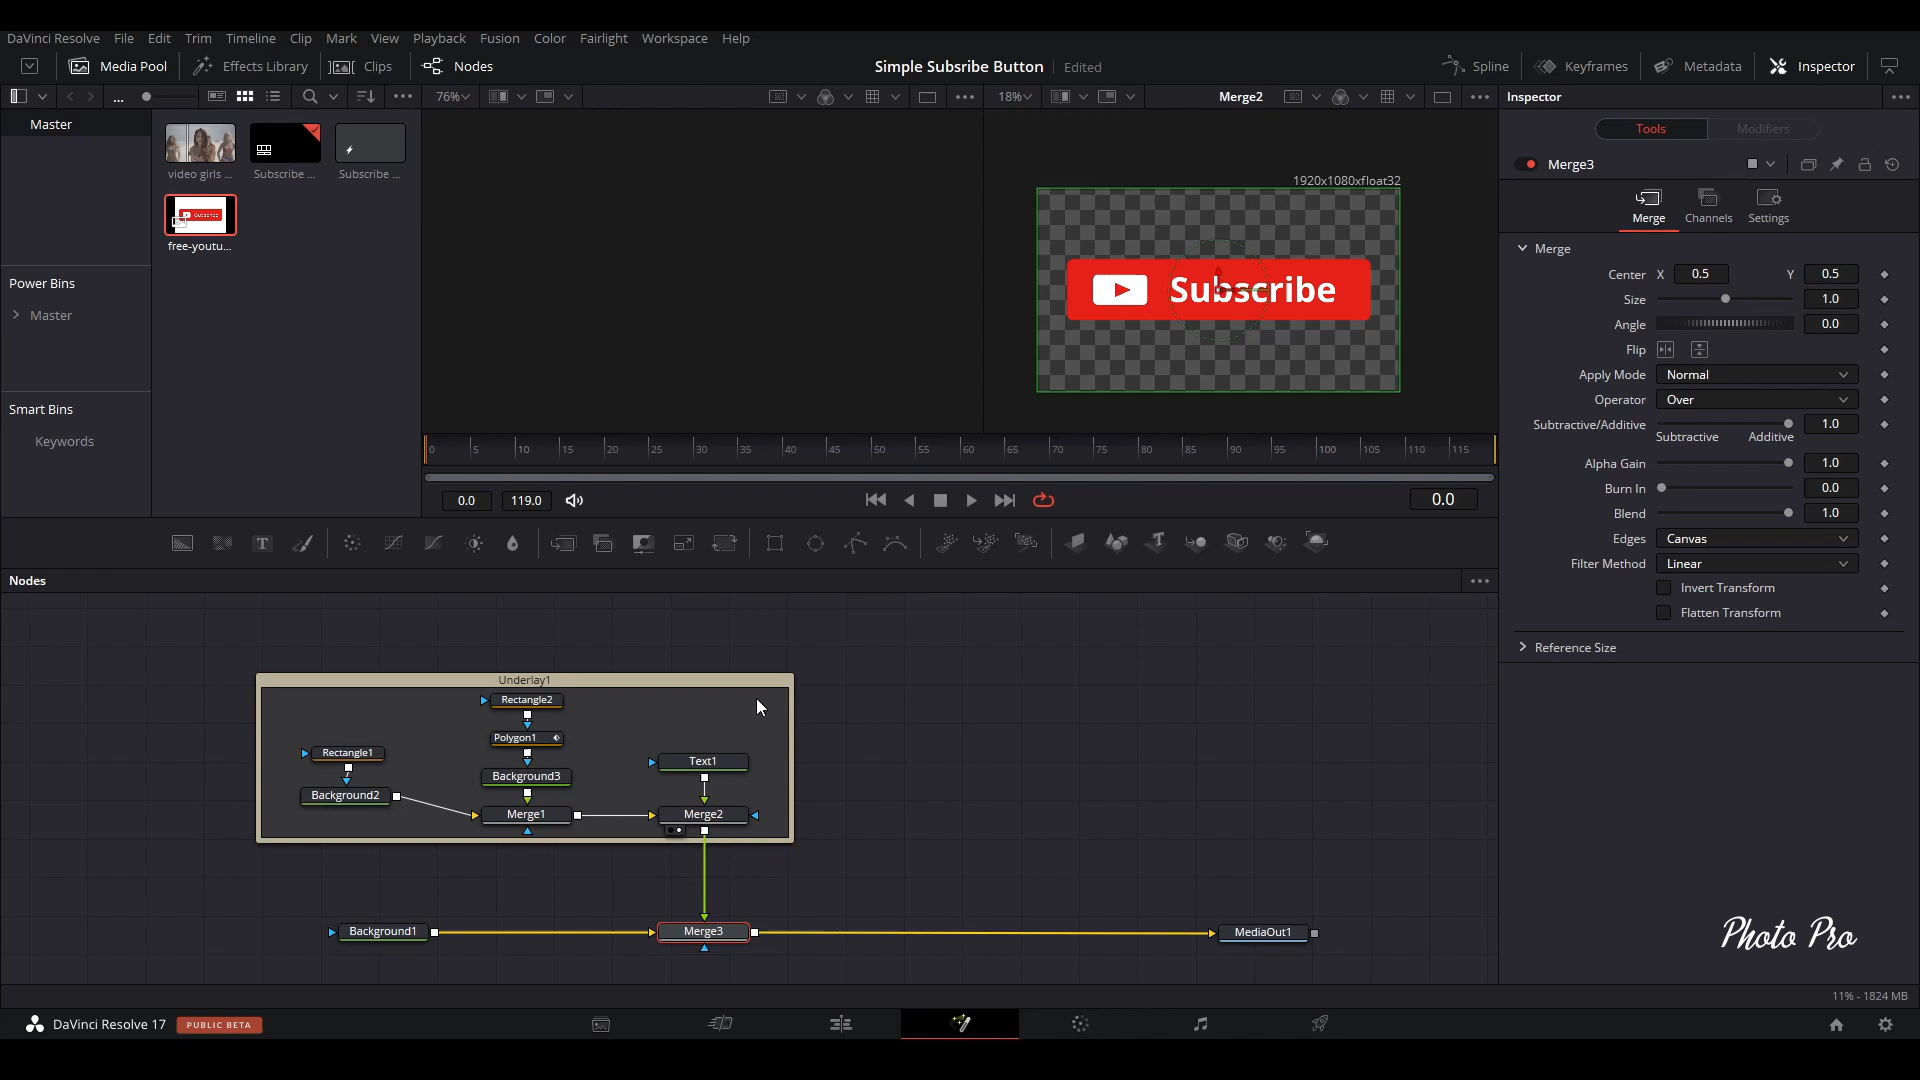 DaVinci Resolve File Edit Trim Timeline Clip Mark View Playback Fusion Color Fairlight Workspace Help
Media Pool Effects Library Clips Nodes Simple Subsribe Button Edited Spline Keyframes Metadata Inspector
... 76% 18% Merge2 Inspector
Master
Tools Modifiers
Merge3
video girls ... Subscribe ... Subscribe ...
1920x1080xfloat32
Merge Channels Settings
free-youtu...
Merge
Center X 0.5 Y 0.5
Size 1.0
Angle 0.0
Flip
Apply Mode Normal
Operator Over
Subtractive/Additive 1.0
Subtractive Additive
Alpha Gain 1.0
Burn In 0.0
Blend 1.0
Edges Canvas
Filter Method Linear
Invert Transform
Flatten Transform
Reference Size
Power Bins
Master
Smart Bins
Keywords
Subscribe
0 5 10 15 20 25 30 35 40 45 50 55 60 65 70 75 80 85 90 95 100 105 110 115
0.0 119.0 0.0
Nodes
Underlay1
Rectangle2
Polygon1
Rectangle1
Text1
Background3
Background2
Merge1
Merge2
Background1
Merge3
MediaOut1
Photo Pro
11% - 1824 MB
DaVinci Resolve 17 PUBLIC BETA